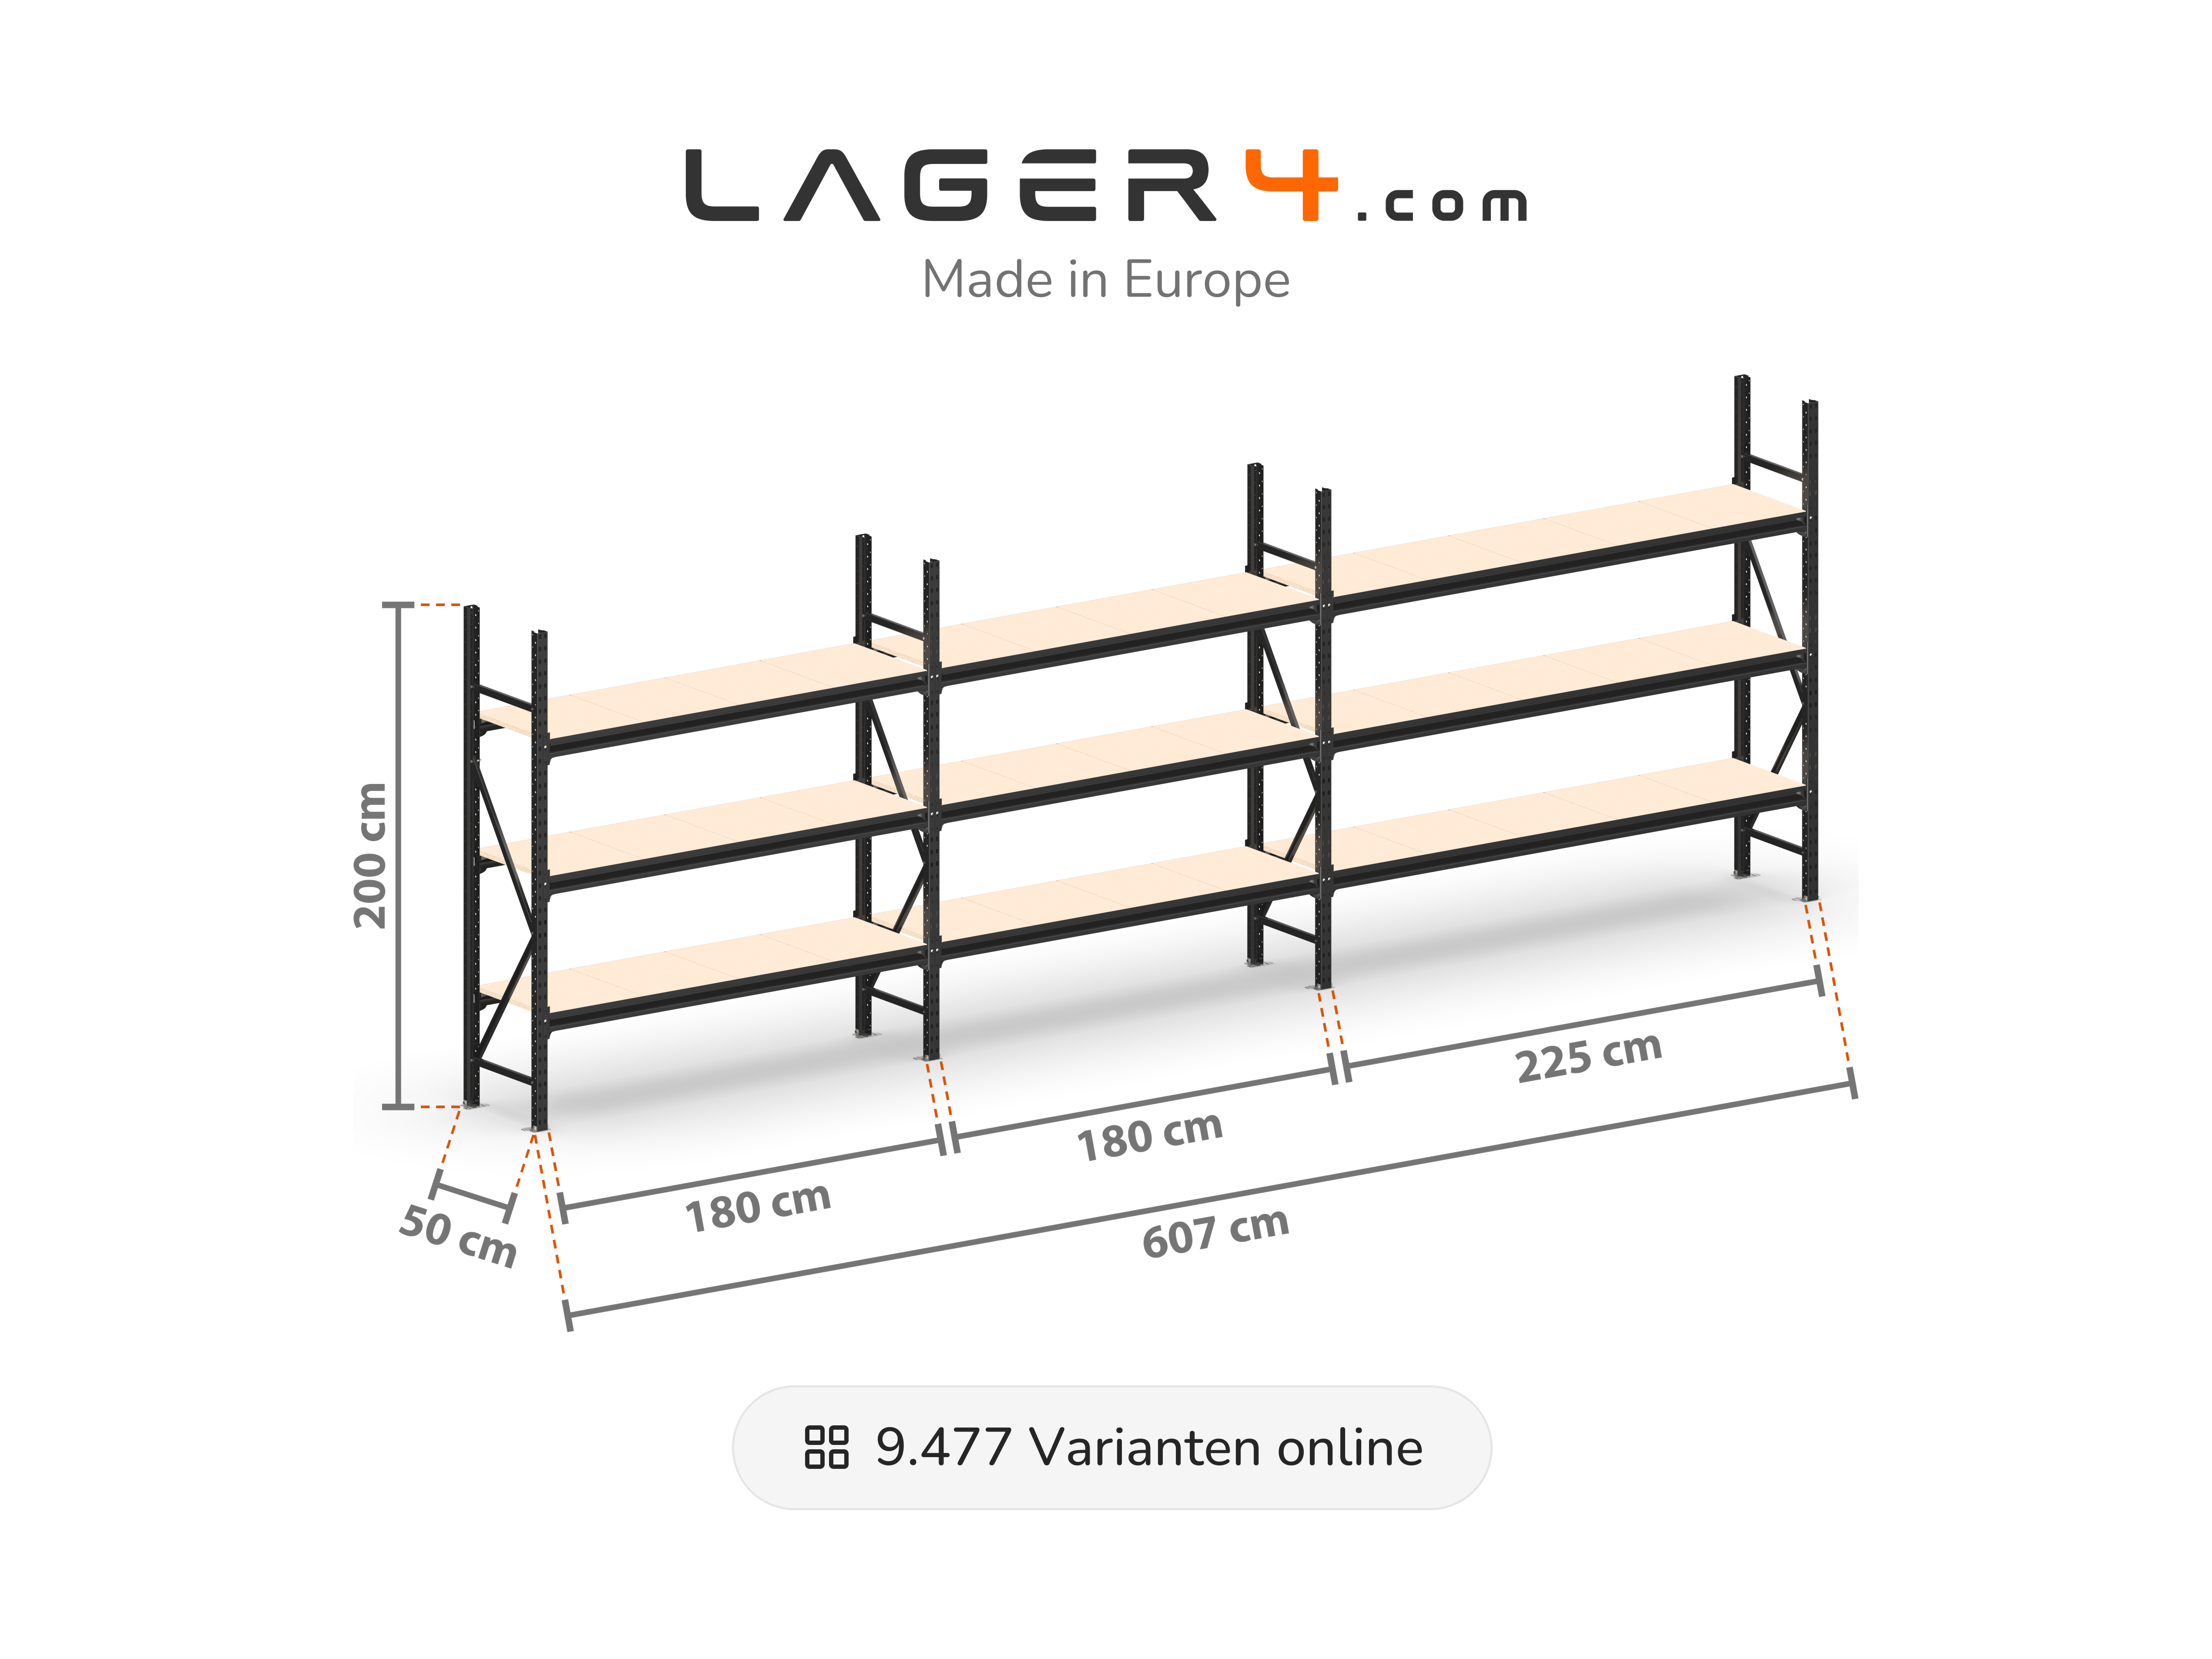 LAGER4.com
Made in Europe
200 cm
50 cm
180 cm
180 cm
225 cm
607 cm
9.477 Varianten online